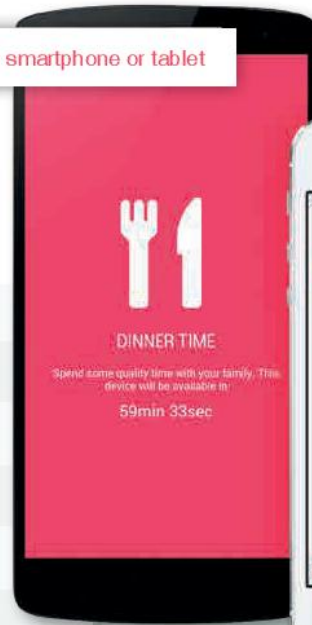 smartphone or tablet
DINNER TIME
Spend some quality time with your family. This
device will be available in
59min 33sec